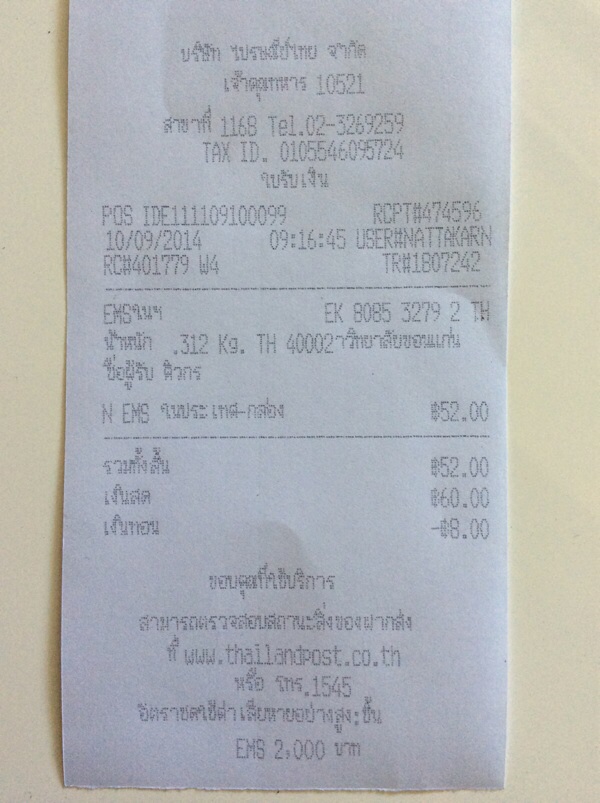 บริษัท ไปรษณีย์ไทย จำกัด
เจ้าคุณทหาร 10521
สาขาที่ 1168 Tel.02-3269259
TAX ID. 0105546095724
ใบรับเงิน
POS IDE111109100099 RCPT#474596
10/09/2014 09:16:45 USER#NATTAKARN
RC#401779 W4 TR#1807242
EMSในฯ EK 8085 3279 2 TH
น้ำหนัก .312 Kg. TH 40002าวิทยาลัยขอนแก่น
ชื่อผู้รับ ศิวกร
N EMS ในประเทศ-กล่อง ฿52.00
รวมทั้งสิ้น ฿52.00
เงินสด ฿60.00
เงินทอน -฿8.00
ขอบคุณที่ใช้บริการ
สามารถตรวจสอบสถานะสิ่งของฝากส่ง
ที่ www.thailandpost.co.th
หรือ โทร.1545
อัตราชดใช้ค่าเสียหายอย่างสูง:ชิ้น
EMS 2,000 บาท